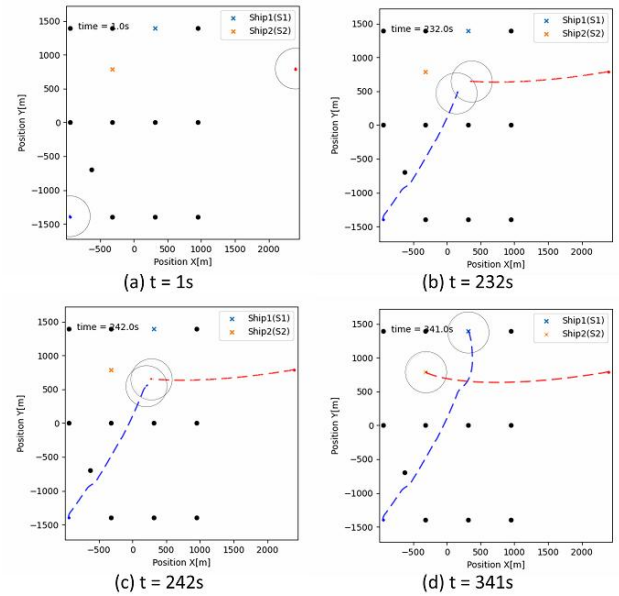 time = 1.0s
Ship1(S1)
Ship2(S2)
1500
1000
500
0
−500
−1000
−1500
Position Y[m]
−500 0 500 1000 1500 2000
Position X[m]
(a) t = 1s
time = 232.0s
Ship1(S1)
Ship2(S2)
1500
1000
500
0
−500
−1000
−1500
Position Y[m]
−500 0 500 1000 1500 2000
Position X[m]
(b) t = 232s
time = 242.0s
Ship1(S1)
Ship2(S2)
1500
1000
500
0
−500
−1000
−1500
Position Y[m]
−500 0 500 1000 1500 2000
Position X[m]
(c) t = 242s
time = 341.0s
Ship1(S1)
Ship2(S2)
1500
1000
500
0
−500
−1000
−1500
Position Y[m]
−500 0 500 1000 1500 2000
Position X[m]
(d) t = 341s